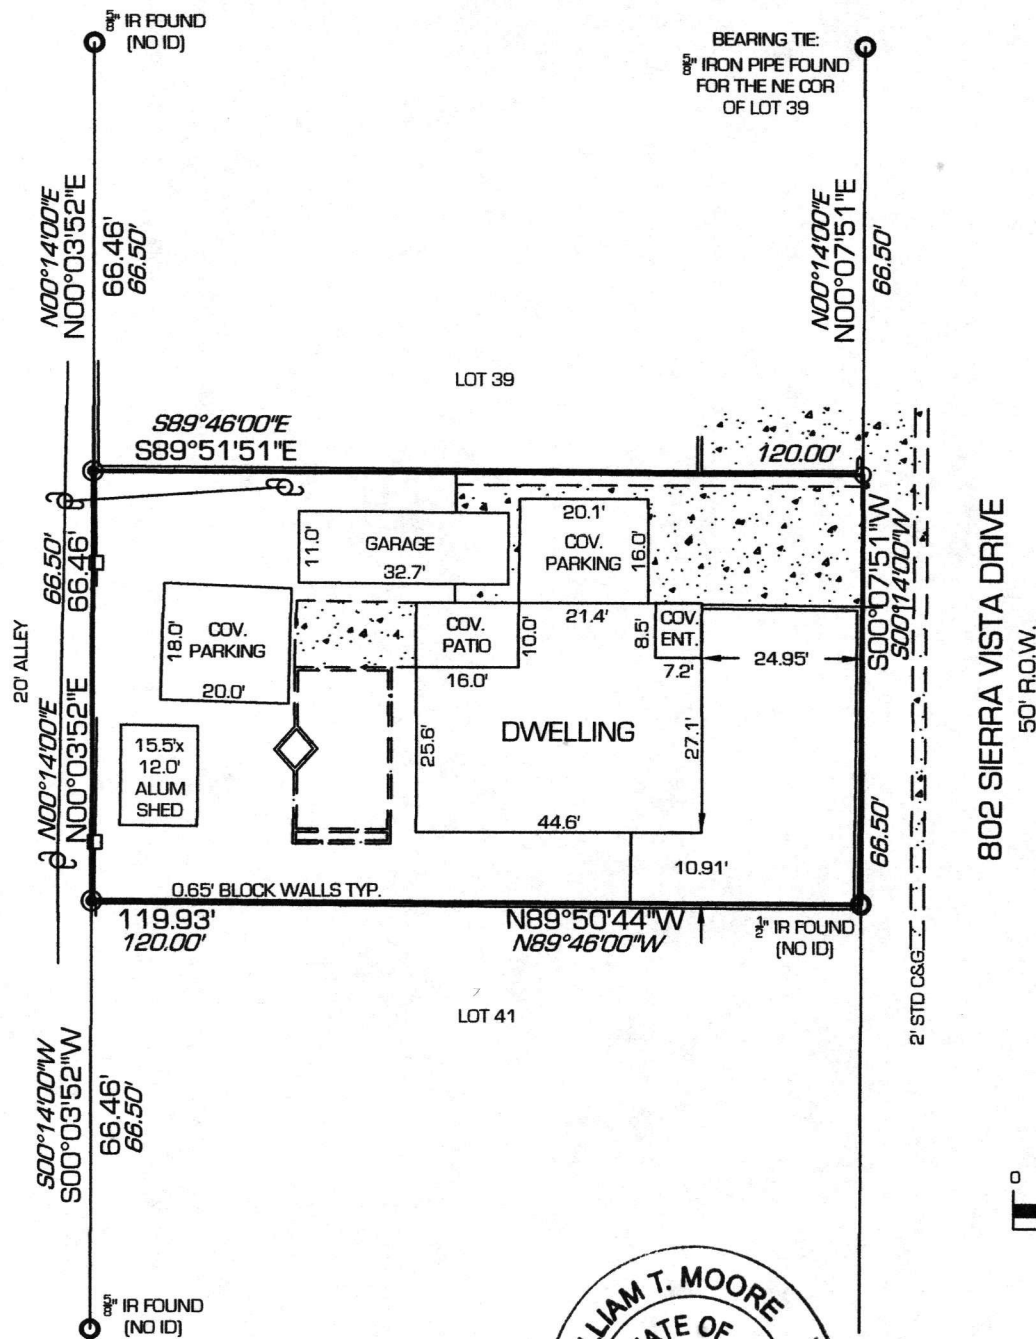 5/8" IR FOUND
(NO ID)
BEARING TIE:
5/8" IRON PIPE FOUND
FOR THE NE COR
OF LOT 39
N00°14'00"E
N00°03'52"E
66.46'
66.50'
N00°14'00"E
N00°07'51"E
66.50'
LOT 39
S89°46'00"E
S89°51'51"E
120.00'
20' ALLEY
66.50'
66.46'
N00°14'00"E
N00°03'52"E
11.0'
GARAGE
32.7'
20.1'
COV.
PARKING
16.0'
18.0'
COV.
PARKING
20.0'
COV.
PATIO
10.0'
16.0'
21.4'
8.5'
COV.
ENT.
7.2'
24.95'
S00°07'51"W
S00°14'00"W
66.50'
15.5'x
12.0'
ALUM
SHED
25.6'
DWELLING
27.1'
44.6'
10.91'
0.65' BLOCK WALLS TYP.
119.93'
120.00'
N89°50'44"W
N89°46'00"W
1/2" IR FOUND
(NO ID)
2' STD C&G
802 SIERRA VISTA DRIVE
50' R.O.W.
LOT 41
S00°14'00"W
S00°03'52"W
66.46'
66.50'
5/8" IR FOUND
(NO ID)
0
LLIAM T. MOORE
ATE OF